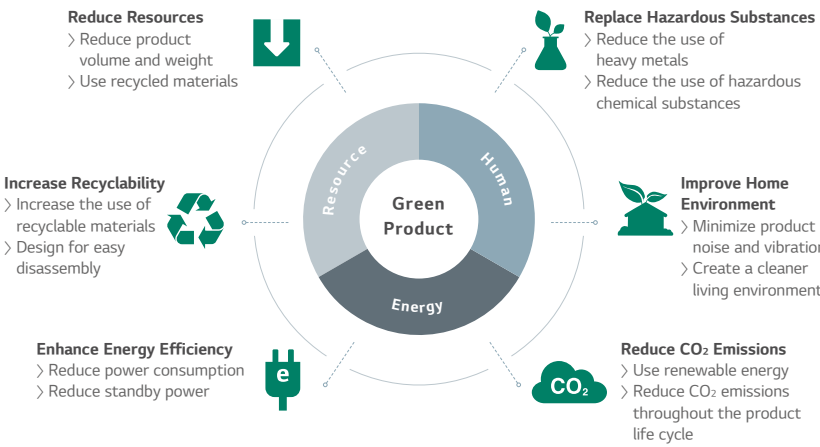 Reduce Resources
〉Reduce product
volume and weight
〉Use recycled materials
Replace Hazardous Substances
〉Reduce the use of
heavy metals
〉Reduce the use of hazardous
chemical substances
Increase Recyclability
〉Increase the use of
recyclable materials
〉Design for easy
disassembly
Resource
Human
Energy
Green
Product
Improve Home
Environment
〉Minimize product
noise and vibration
〉Create a cleaner
living environment
Enhance Energy Efficiency
〉Reduce power consumption
〉Reduce standby power
e
CO₂
Reduce CO₂ Emissions
〉Use renewable energy
〉Reduce CO₂ emissions
throughout the product
life cycle